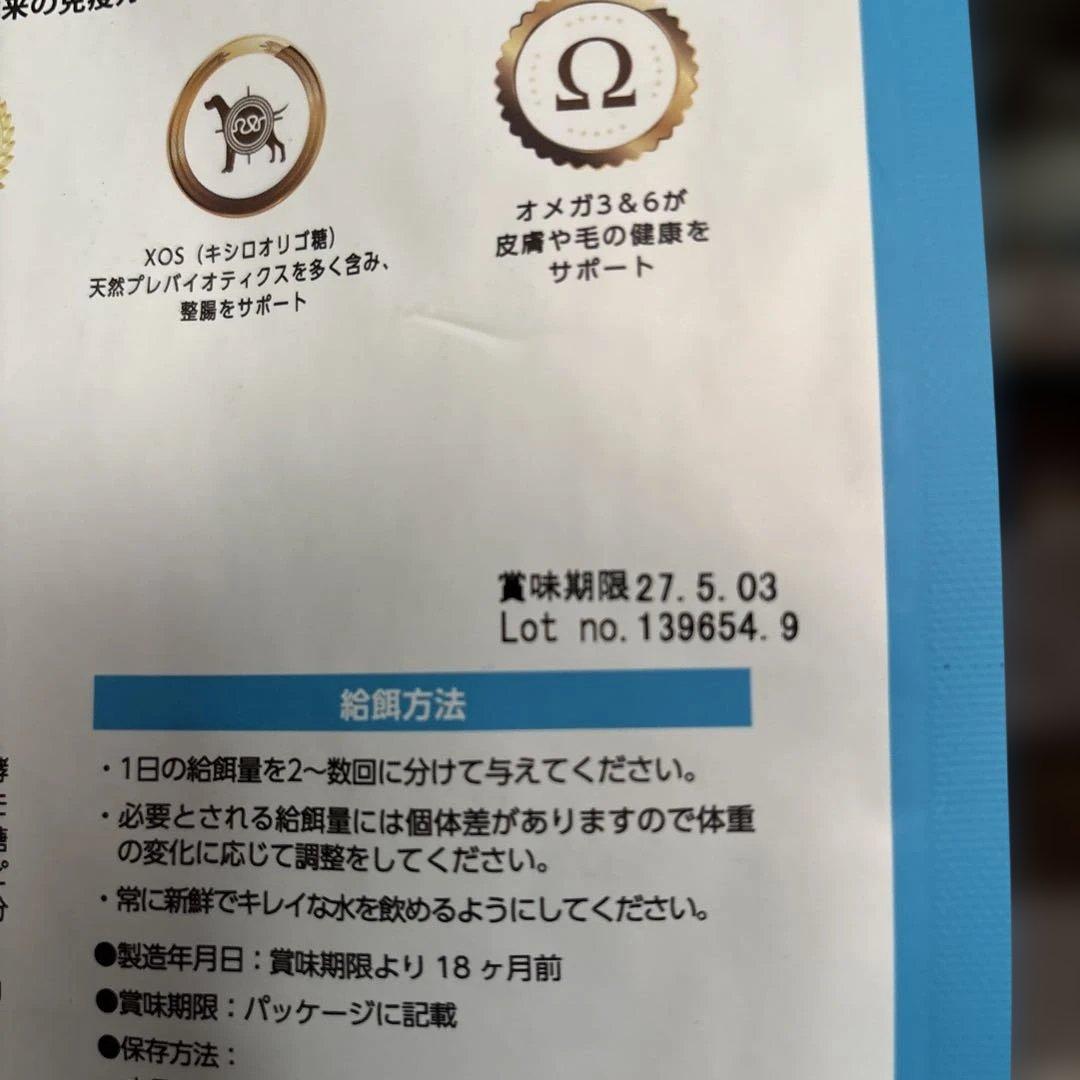 来の免疫力
Ω
XOS（キシロオリゴ糖）
天然プレバイオティクスを多く含み、
整腸をサポート
オメガ3＆6が
皮膚や毛の健康を
サポート
賞味期限27.5.03
Lot no.139654.9
給餌方法
・1日の給餌量を2〜数回に分けて与えてください。
・必要とされる給餌量には個体差がありますので体重
の変化に応じて調整をしてください。
・常に新鮮でキレイな水を飲めるようにしてください。
●製造年月日：賞味期限より18ヶ月前
●賞味期限：パッケージに記載
●保存方法：